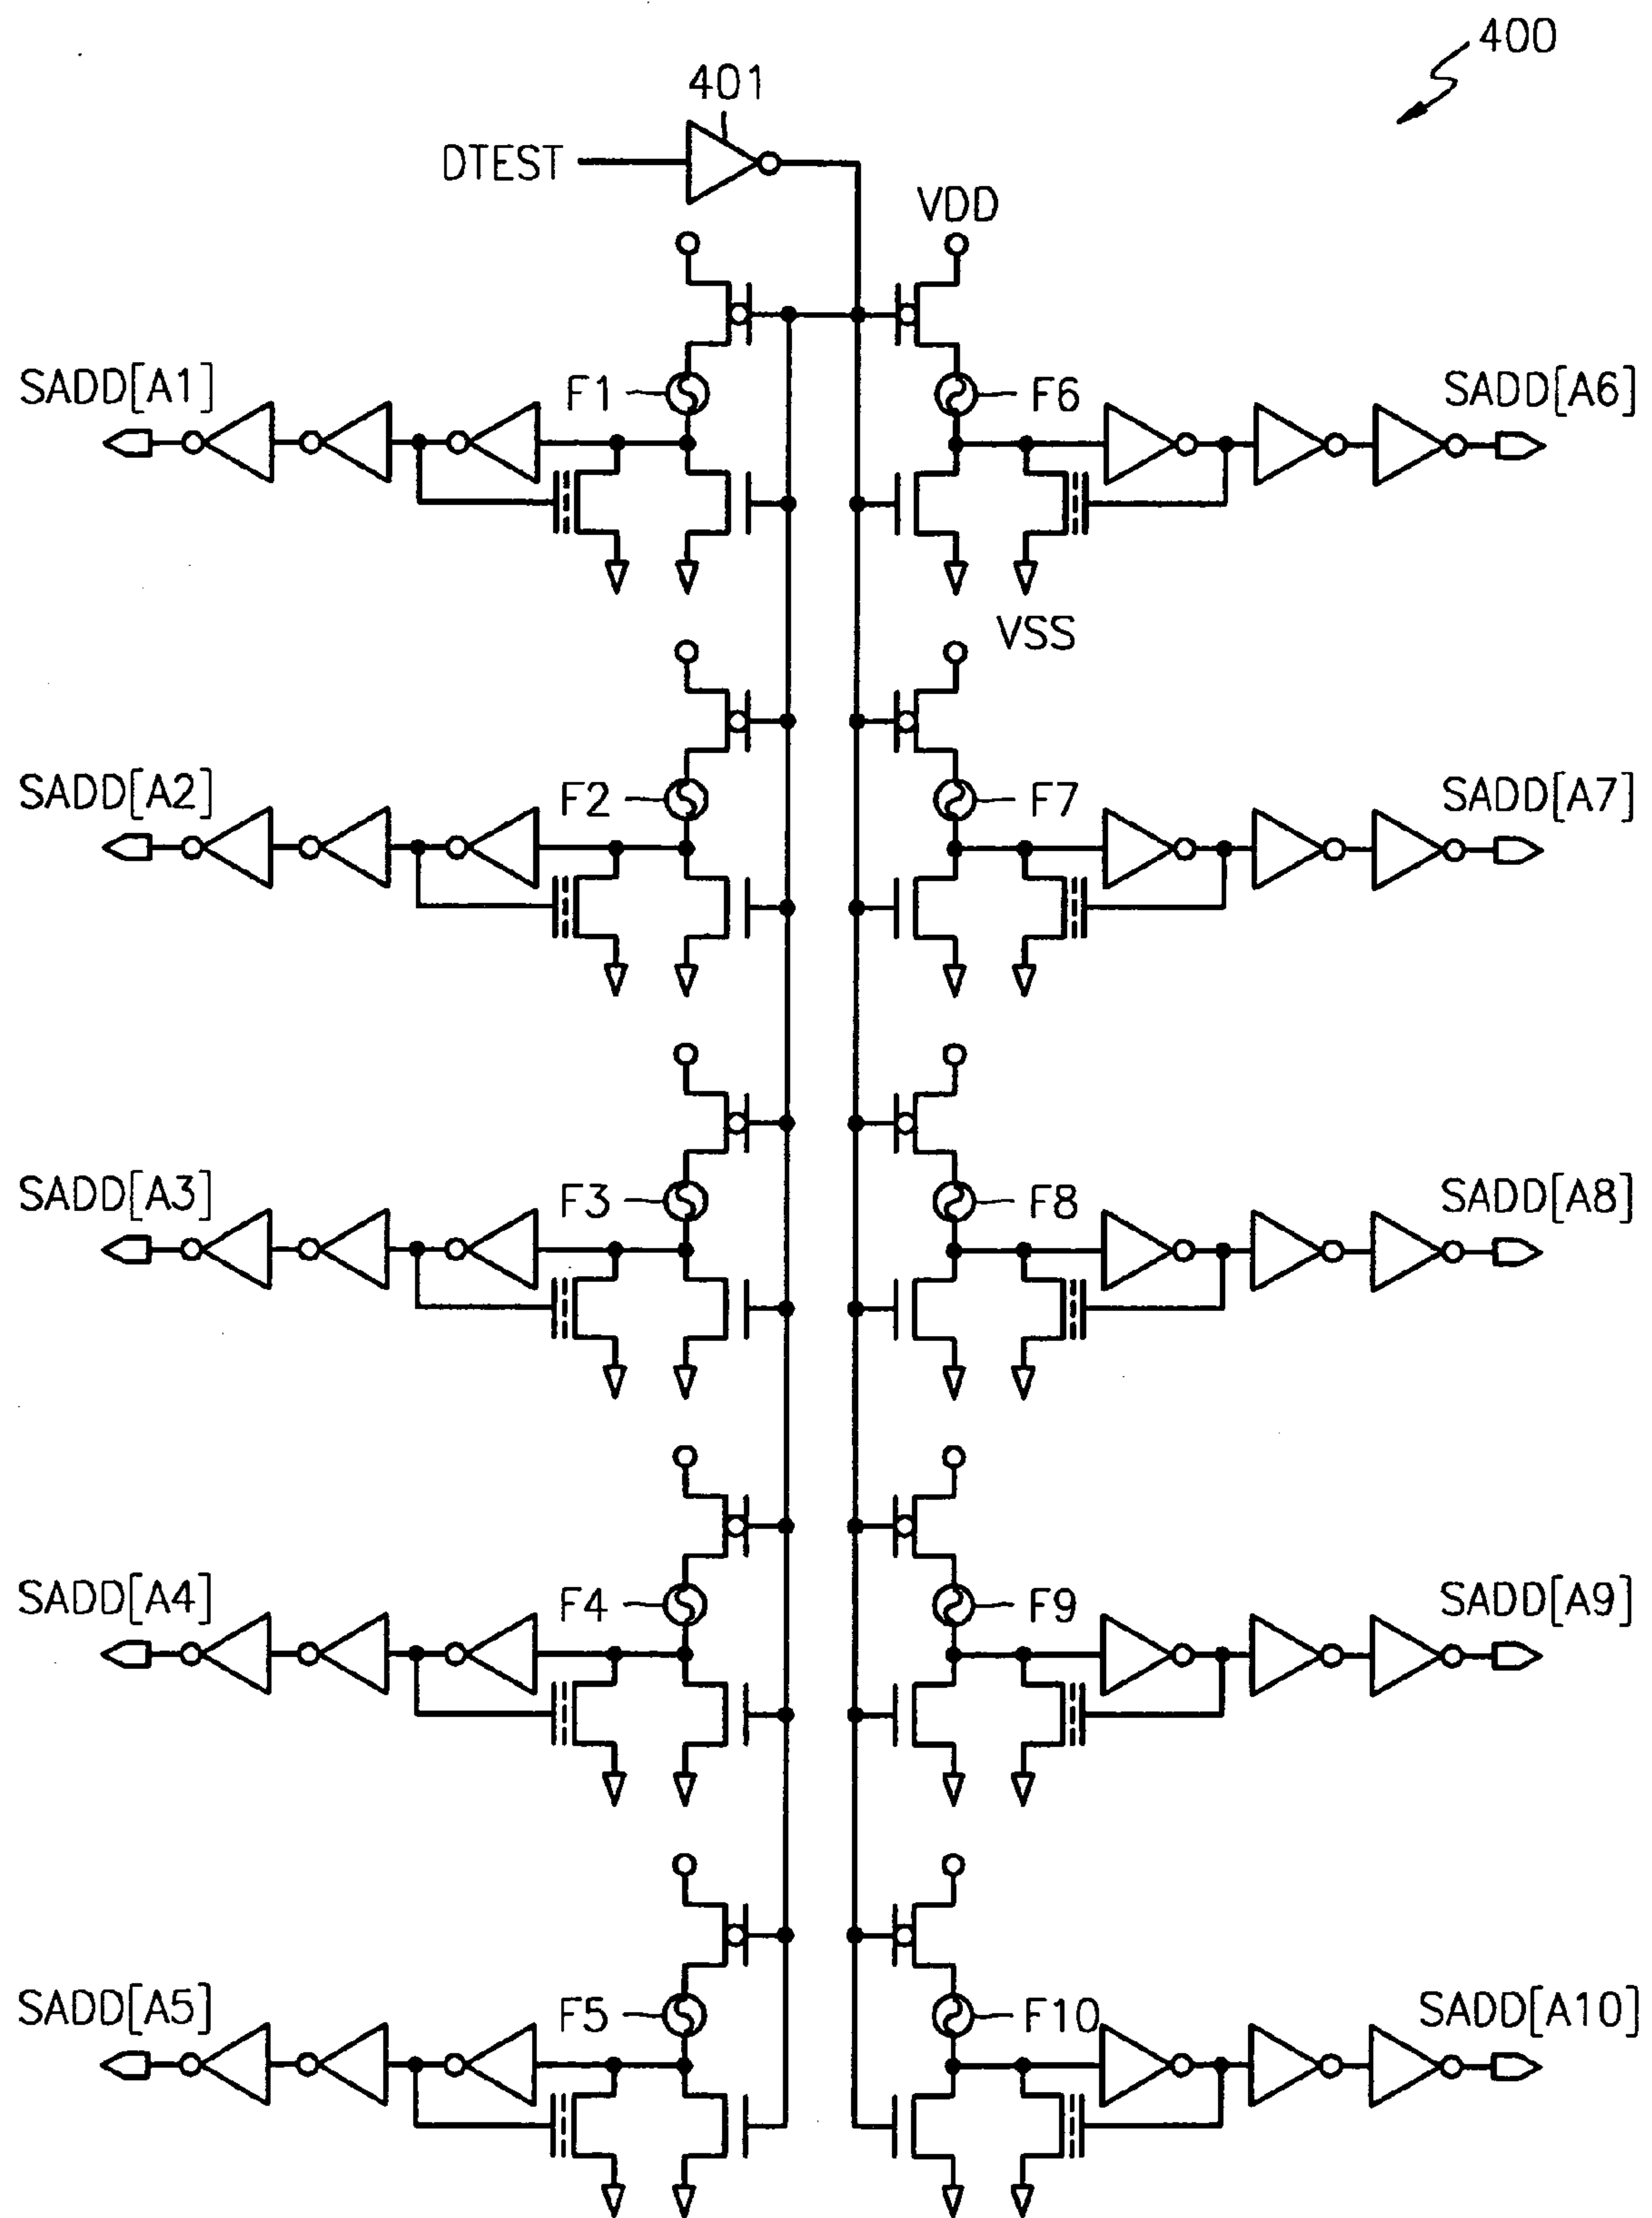 400
401
DTEST
VDD
SADD[A1]
F1
F6
SADD[A6]
VSS
SADD[A2]
F2
F7
SADD[A7]
SADD[A3]
F3
F8
SADD[A8]
SADD[A4]
F4
F9
SADD[A9]
SADD[A5]
F5
F10
SADD[A10]